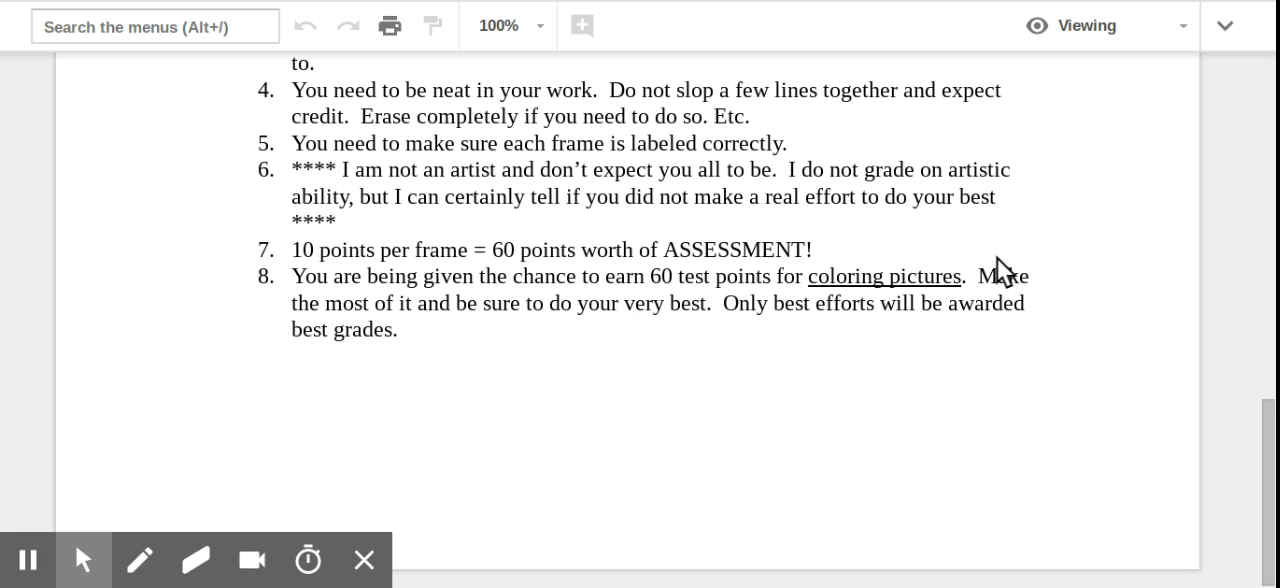 Search the menus (Alt+/)
100%
Viewing
to.
4. You need to be neat in your work.  Do not slop a few lines together and expect
credit.  Erase completely if you need to do so. Etc.
5. You need to make sure each frame is labeled correctly.
6. **** I am not an artist and don’t expect you all to be.  I do not grade on artistic
ability, but I can certainly tell if you did not make a real effort to do your best
****
7. 10 points per frame = 60 points worth of ASSESSMENT!
8. You are being given the chance to earn 60 test points for coloring pictures.  Make
the most of it and be sure to do your very best.  Only best efforts will be awarded
best grades.